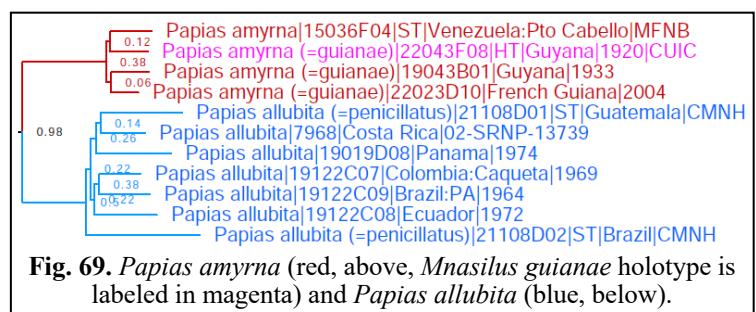 Papias amyrna|15036F04|ST|Venezuela:Pto Cabello|MFNB
0.12
Papias amyrna (=guianae)|22043F08|HT|Guyana|1920|CUIC
0.38
Papias amyrna (=guianae)|19043B01|Guyana|1933
0.06
Papias amyrna (=guianae)|22023D10|French Guiana|2004
Papias allubita (=penicillatus)|21108D01|ST|Guatemala|CMNH
0.14
0.98
Papias allubita|7968|Costa Rica|02-SRNP-13739
0.26
Papias allubita|19019D08|Panama|1974
0.22
Papias allubita|19122C07|Colombia:Caqueta|1969
0.38
Papias allubita|19122C09|Brazil:PA|1964
0.22
Papias allubita|19122C08|Ecuador|1972
Papias allubita (=penicillatus)|21108D02|ST|Brazil|CMNH
Fig. 69. Papias amyrna (red, above, Mnasilus guianae holotype is
labeled in magenta) and Papias allubita (blue, below).